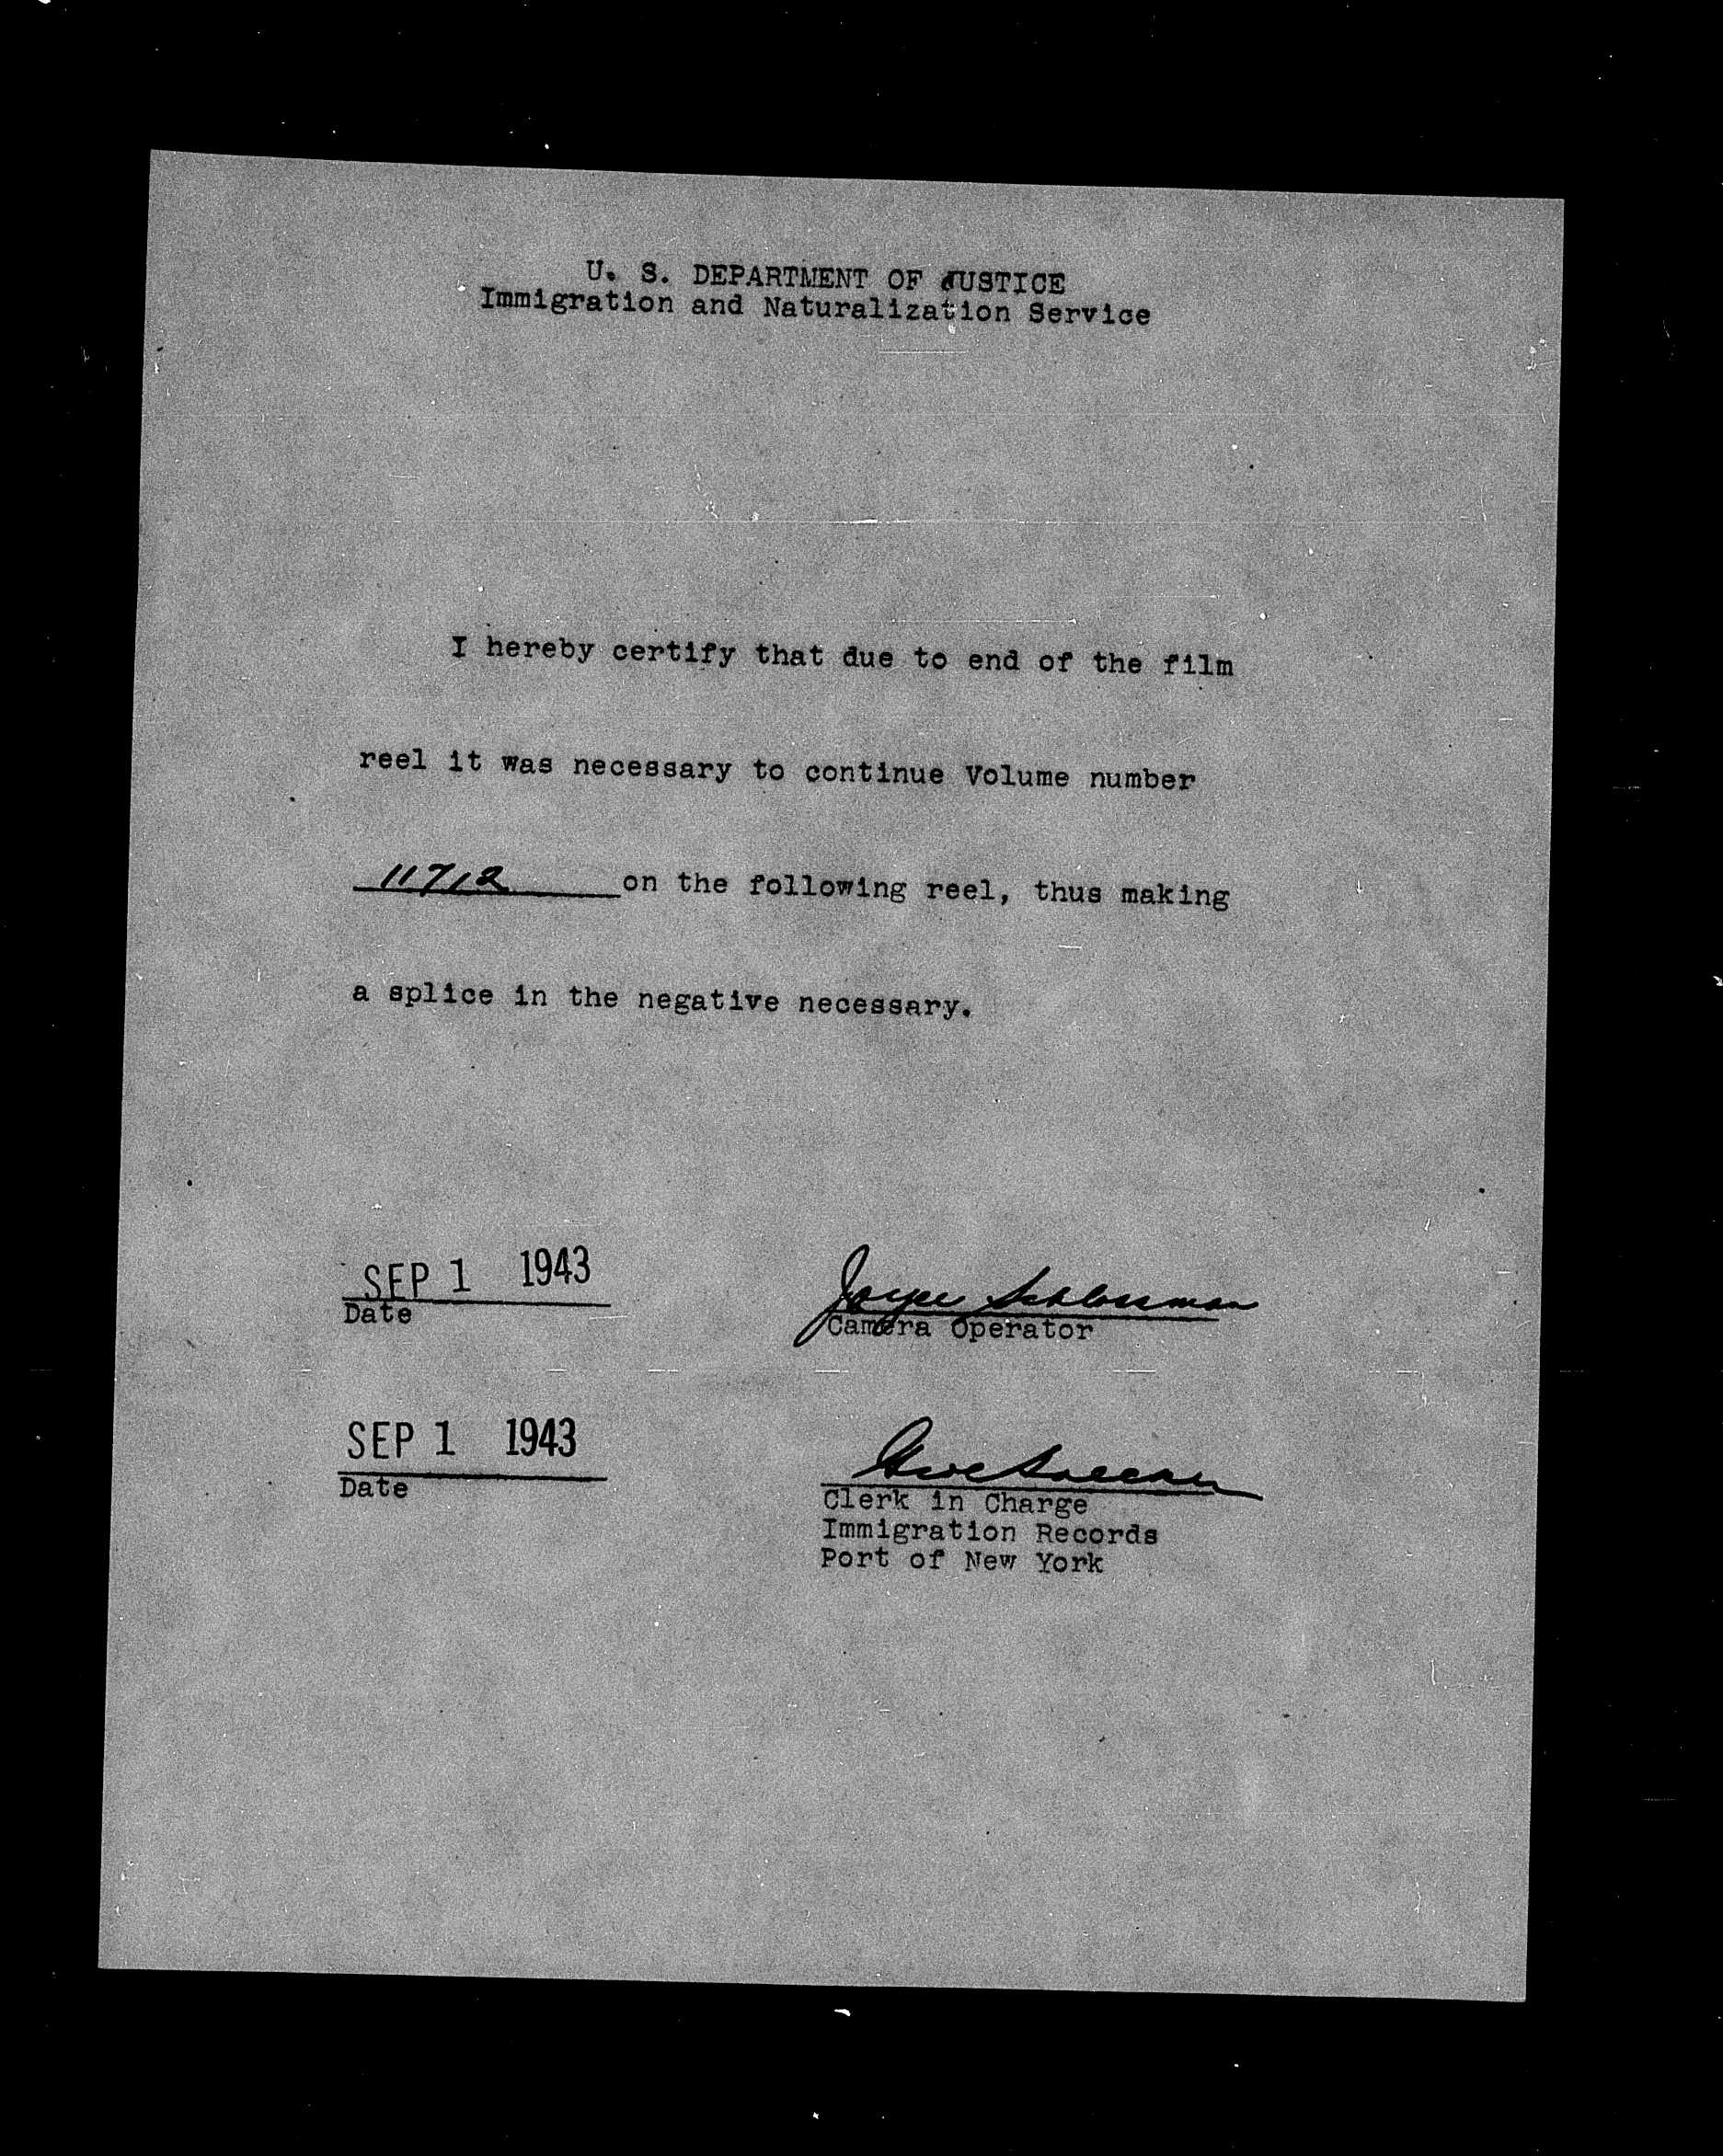 U. S. DEPARTMENT OF JUSTICE
Immigration and Naturalization Service
I hereby certify that due to end of the film
reel it was necessary to continue Volume number
11712 on the following reel, thus making
a splice in the negative necessary.
SEP 1 1943
Date
Joyce Schlossman
Camera Operator
SEP 1 1943
Date
Clerk in Charge
Immigration Records
Port of New York